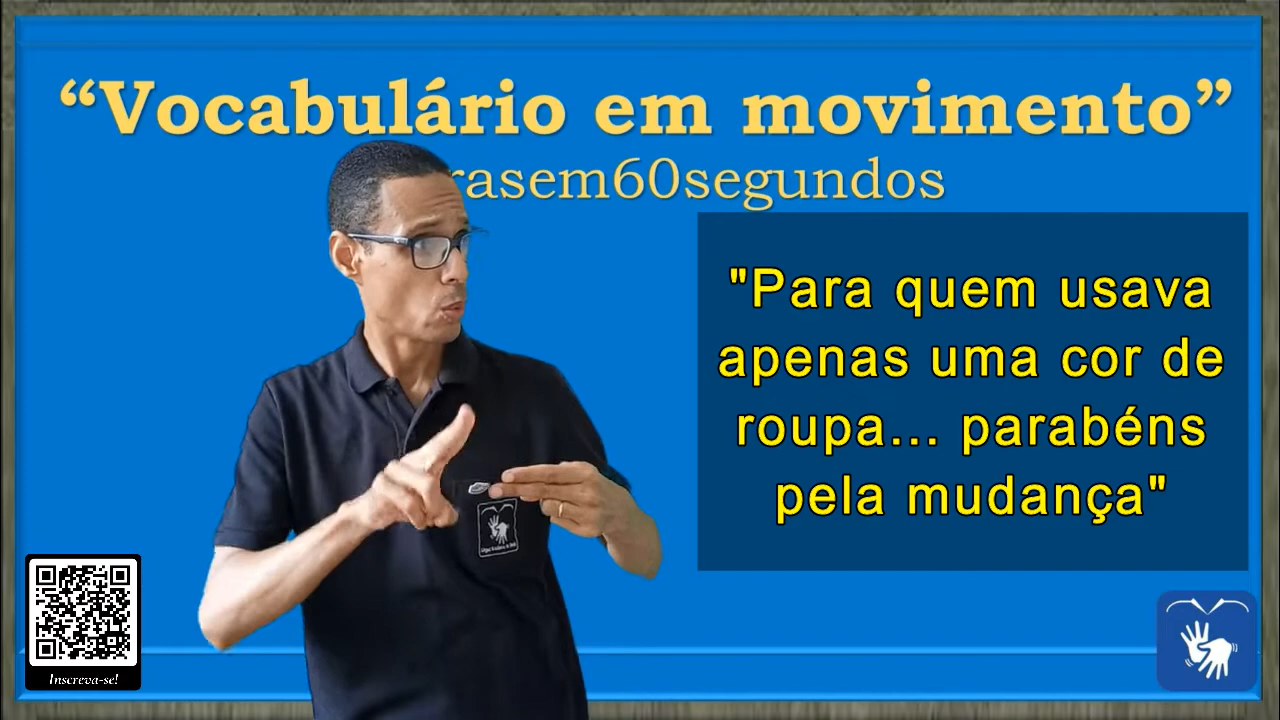 “Vocabulário em movimento”
rasem60segundos
"Para quem usava
apenas uma cor de
roupa... parabéns
pela mudança"
Inscreva-se!